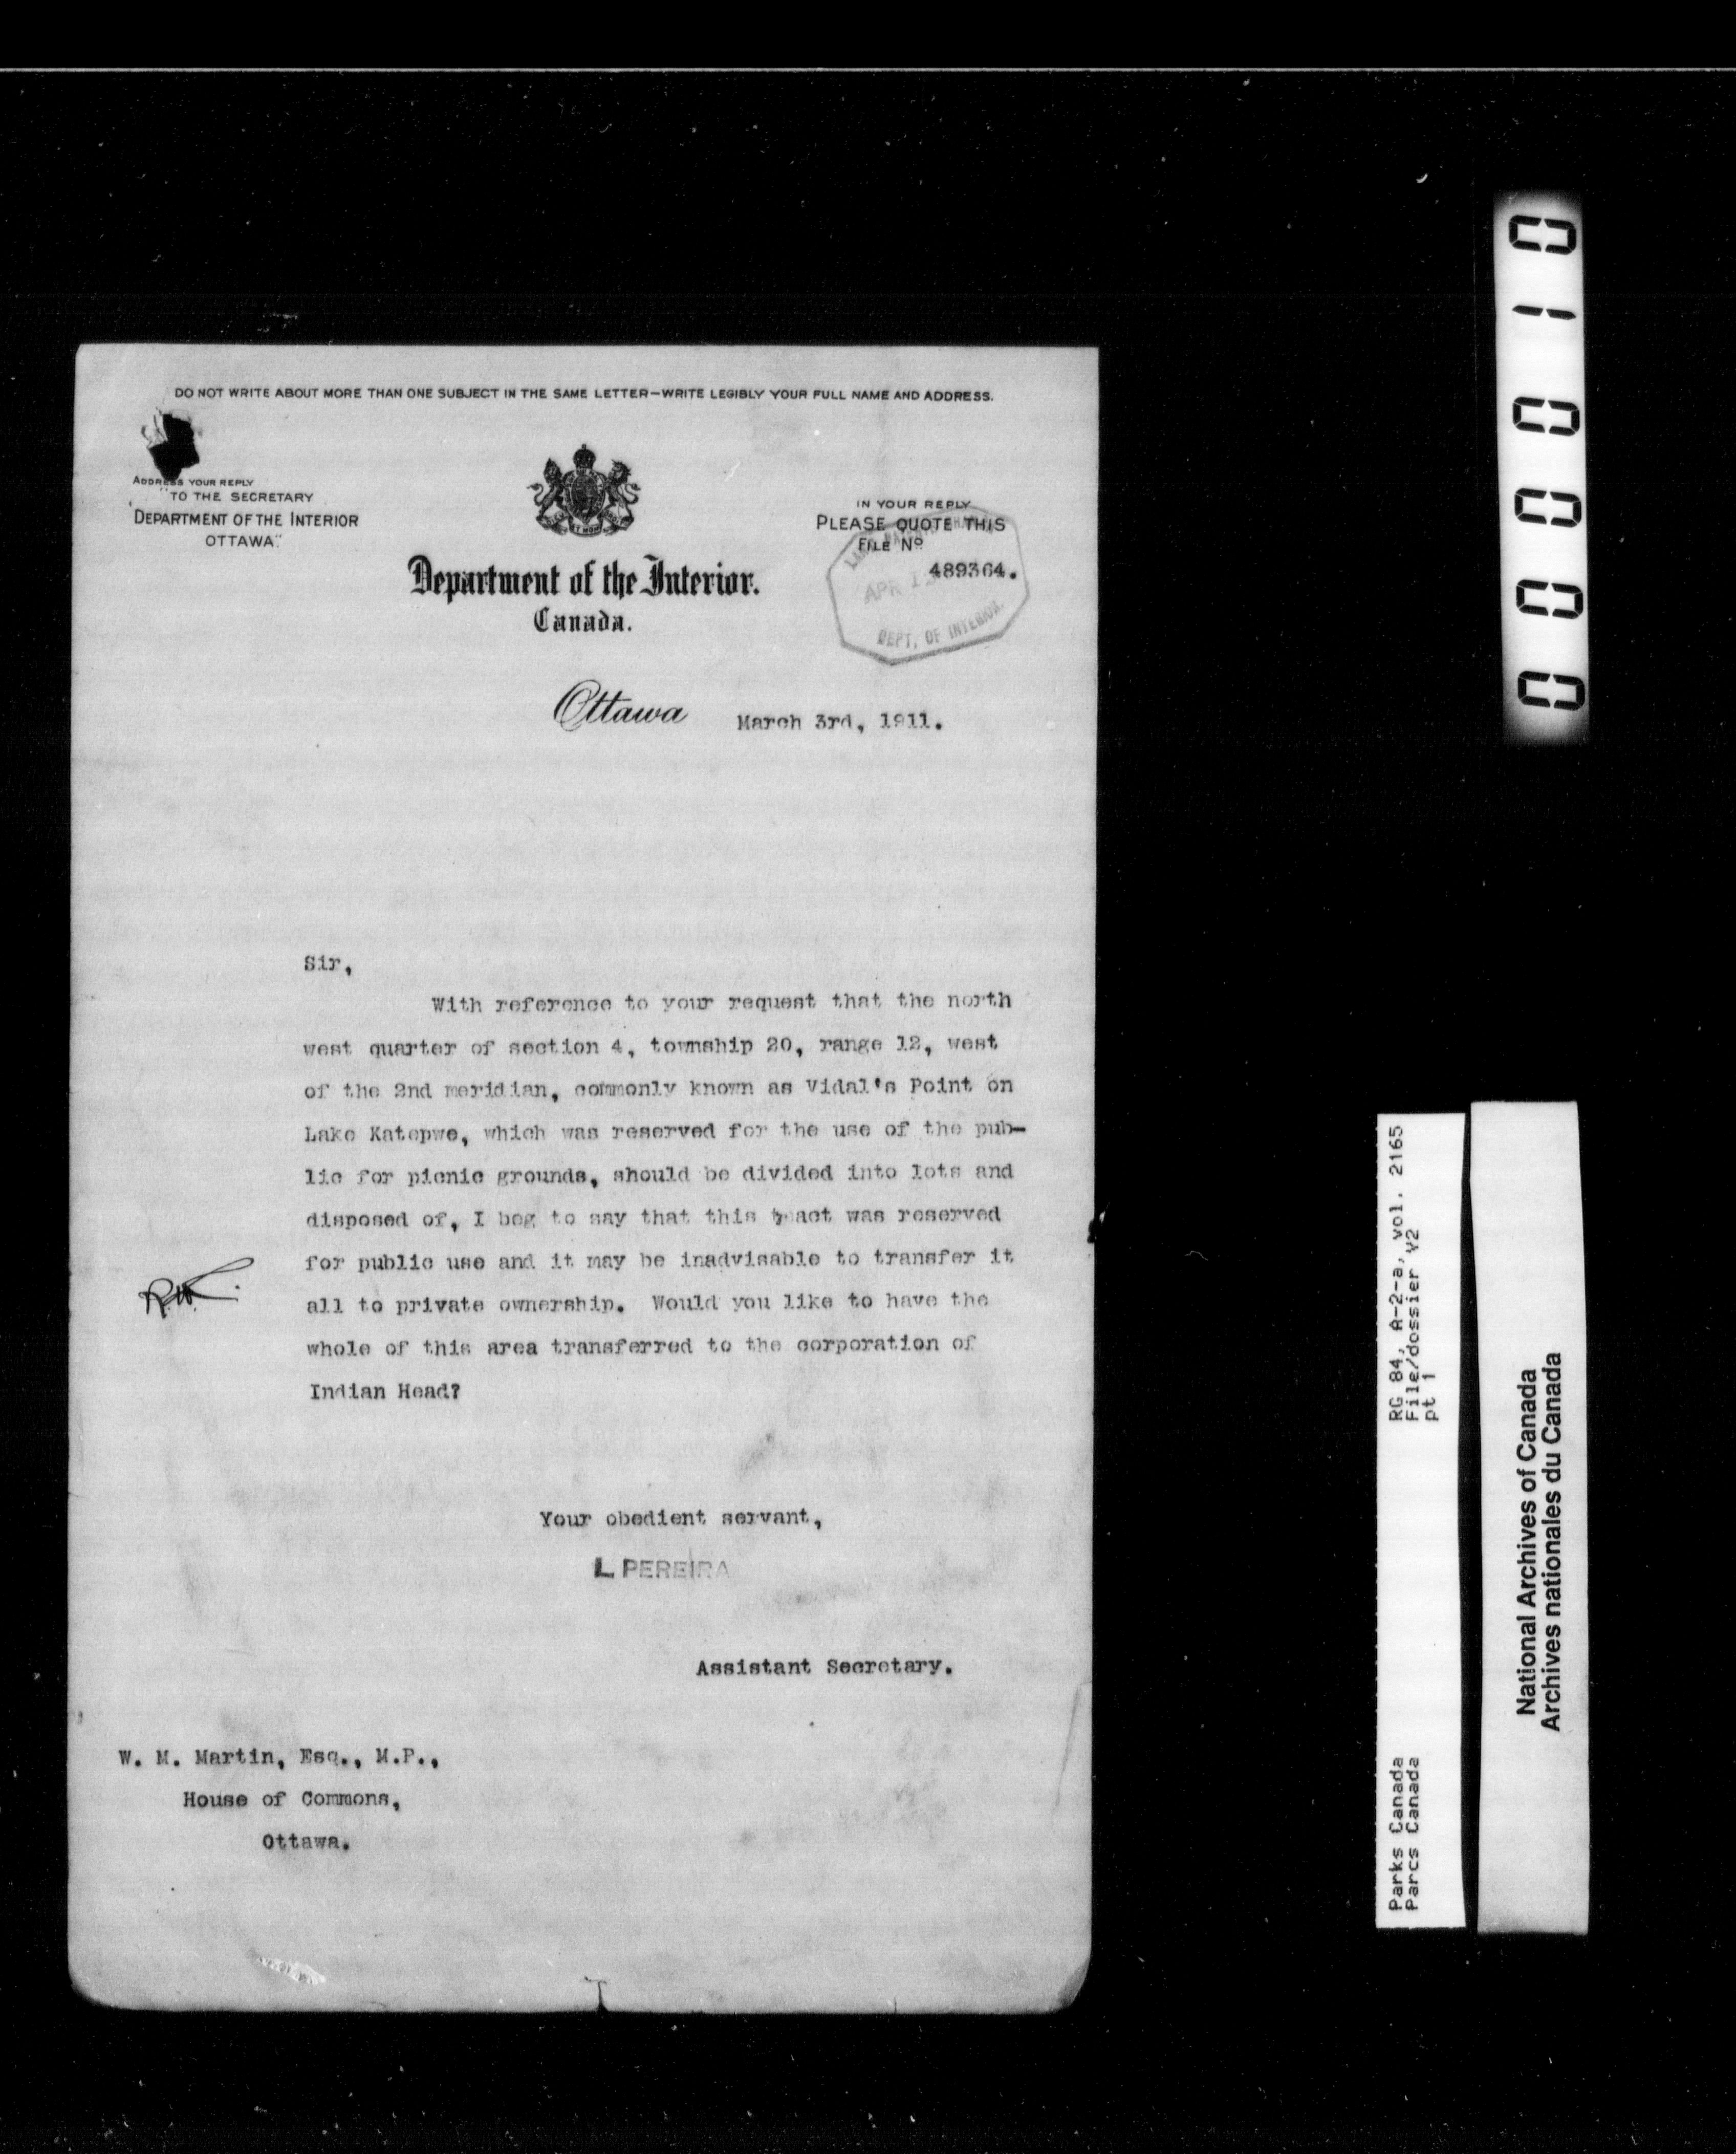 DO NOT WRITE ABOUT MORE THAN ONE SUBJECT IN THE SAME LETTER—WRITE LEGIBLY YOUR FULL NAME AND ADDRESS.
ADDRESS YOUR REPLY
"TO THE SECRETARY
DEPARTMENT OF THE INTERIOR
OTTAWA."
IN YOUR REPLY
PLEASE QUOTE THIS
FILE No
489364.
APR
DEPT. OF INTERIOR.
Department of the Interior.
Canada.
Ottawa March 3rd, 1911.
Sir,
With reference to your request that the north
west quarter of section 4, township 20, range 12, west
of the 2nd meridian, commonly known as Vidal's Point on
Lake Katepwe, which was reserved for the use of the pub-
lic for picnic grounds, should be divided into lots and
disposed of, I beg to say that this tract was reserved
for public use and it may be inadvisable to transfer it
all to private ownership. Would you like to have the
whole of this area transferred to the corporation of
Indian Head?
Your obedient servant,
L. PEREIRA
Assistant Secretary.
W. M. Martin, Esq., M.P.,
House of Commons,
Ottawa.
000010
RG 84, A-2-a, vol. 2165
File/dossier V2
pt 1
Parks Canada
Parcs Canada
National Archives of Canada
Archives nationales du Canada